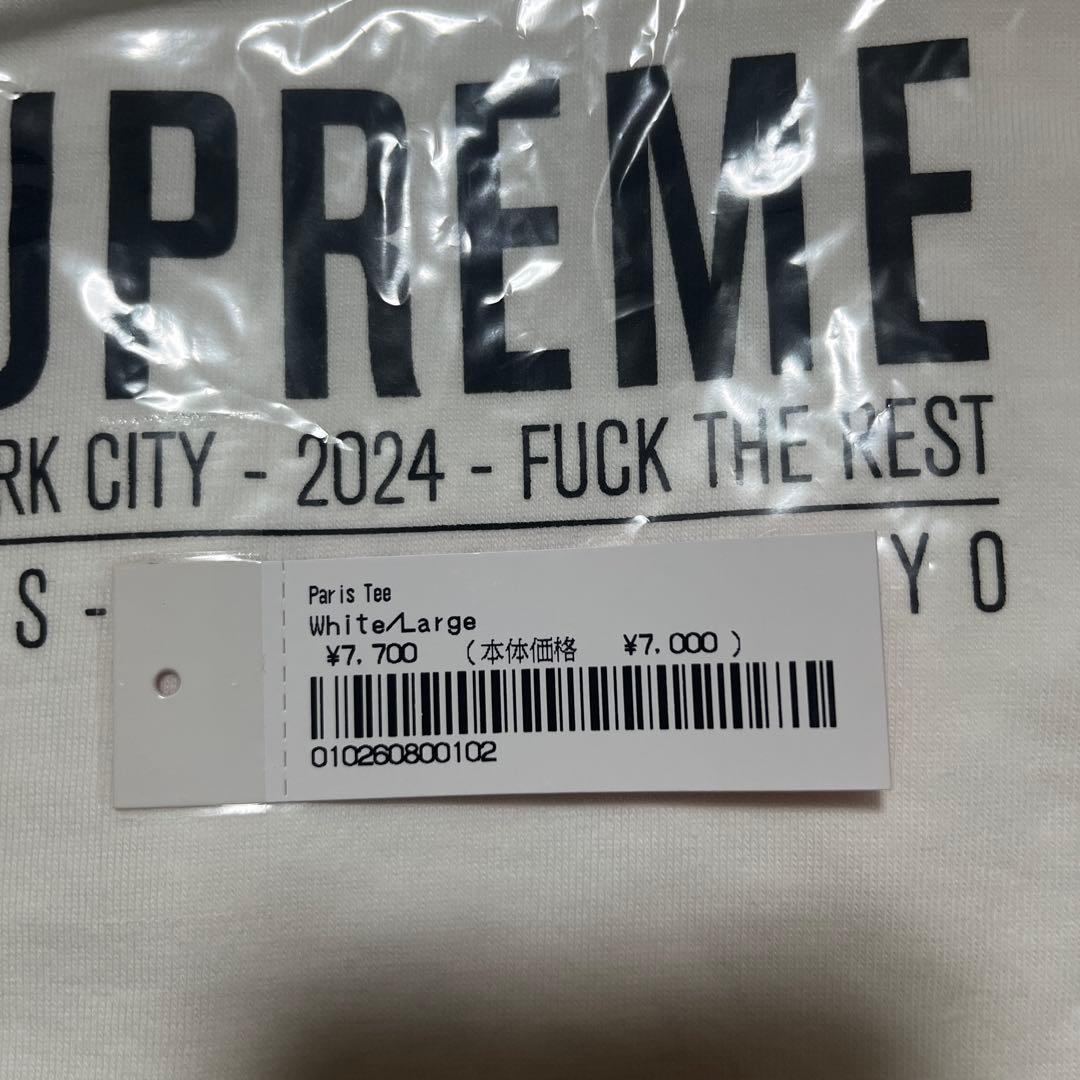 UPREME
RK CITY - 2024 - FUCK THE REST
S - YO
Paris Tee
White/Large
¥7,700 (本体価格 ¥7,000 )
010260800102